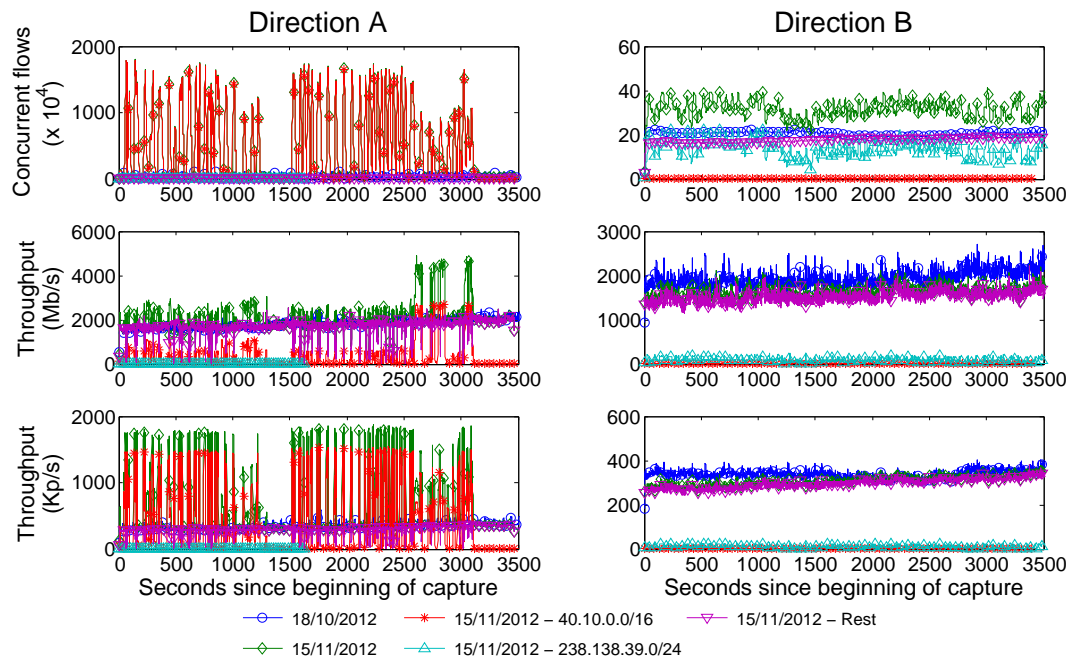 Direction A
Direction B
Concurrent flows
(x 10^4)
2000
1000
0
0 500 1000 1500 2000 2500 3000 3500
60
40
20
0
0 500 1000 1500 2000 2500 3000 3500
Throughput
(Mb/s)
6000
4000
2000
0
0 500 1000 1500 2000 2500 3000 3500
3000
2000
1000
0
0 500 1000 1500 2000 2500 3000 3500
Throughput
(Kp/s)
2000
1000
0
0 500 1000 1500 2000 2500 3000 3500
600
400
200
0
0 500 1000 1500 2000 2500 3000 3500
Seconds since beginning of capture
Seconds since beginning of capture
18/10/2012
15/11/2012 − 40.10.0.0/16
15/11/2012 − Rest
15/11/2012
15/11/2012 − 238.138.39.0/24